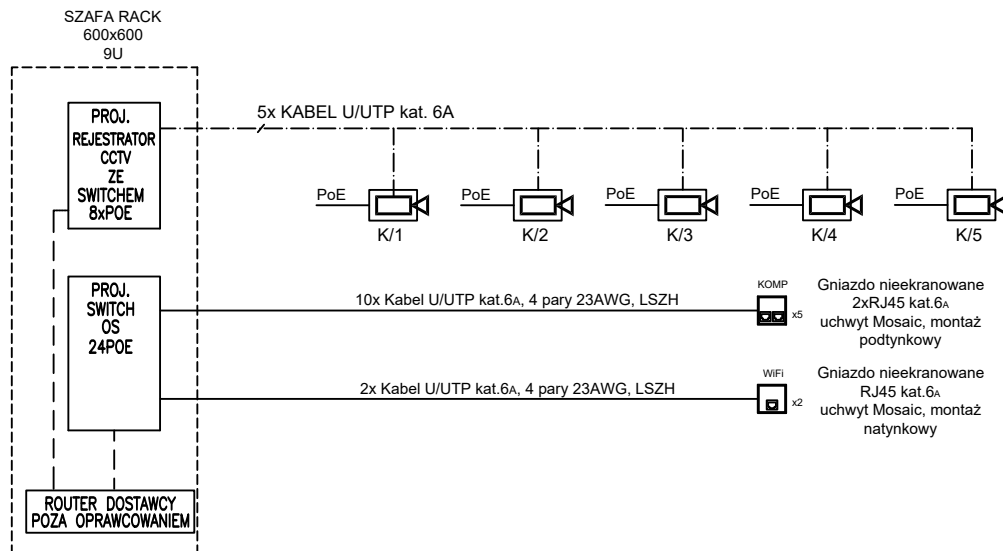 SZAFA RACK
600x600
9U
PROJ.
REJESTRATOR
CCTV
ZE
SWITCHEM
8xPOE
5x KABEL U/UTP kat. 6A
PoE
PoE
PoE
PoE
PoE
K/1
K/2
K/3
K/4
K/5
PROJ.
SWITCH
OS
24POE
10x Kabel U/UTP kat.6A, 4 pary 23AWG, LSZH
KOMP
x5
Gniazdo nieekranowane
2xRJ45 kat.6A
uchwyt Mosaic, montaż
podtynkowy
2x Kabel U/UTP kat.6A, 4 pary 23AWG, LSZH
WiFi
x2
Gniazdo nieekranowane
RJ45 kat.6A
uchwyt Mosaic, montaż
natynkowy
ROUTER DOSTAWCY
POZA OPRAWCOWANIEM